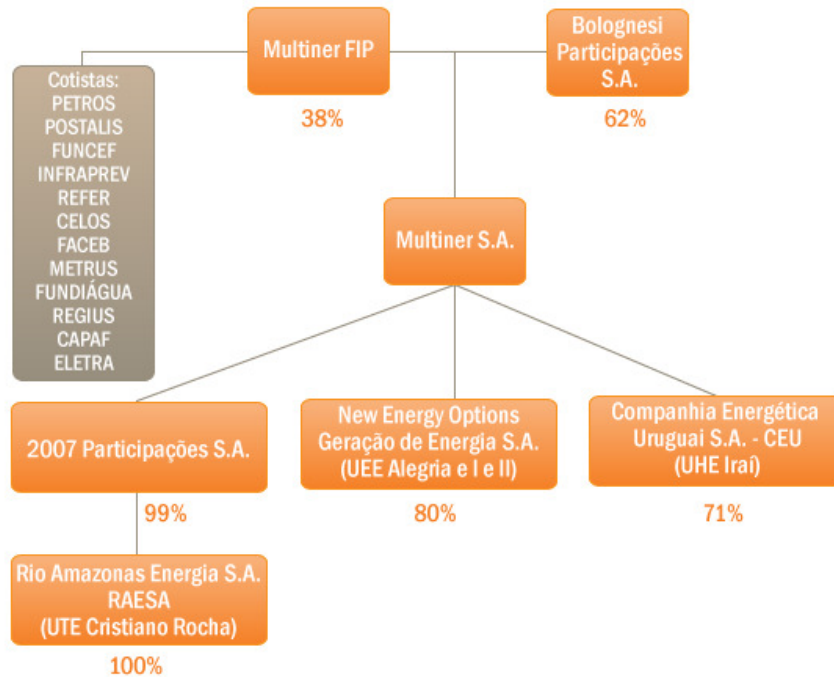 Multiner FIP
38%
Bolognesi
Participações
S.A.
62%
Cotistas:
PETROS
POSTALIS
FUNCEF
INFRAPREV
REFER
CELOS
FACEB
METRUS
FUNDIÁGUA
REGIUS
CAPAF
ELETRA
Multiner S.A.
2007 Participações S.A.
99%
New Energy Options
Geração de Energia S.A.
(UEE Alegria e I e II)
80%
Companhia Energética
Uruguai S.A. - CEU
(UHE Iraí)
71%
Rio Amazonas Energia S.A.
RAESA
(UTE Cristiano Rocha)
100%